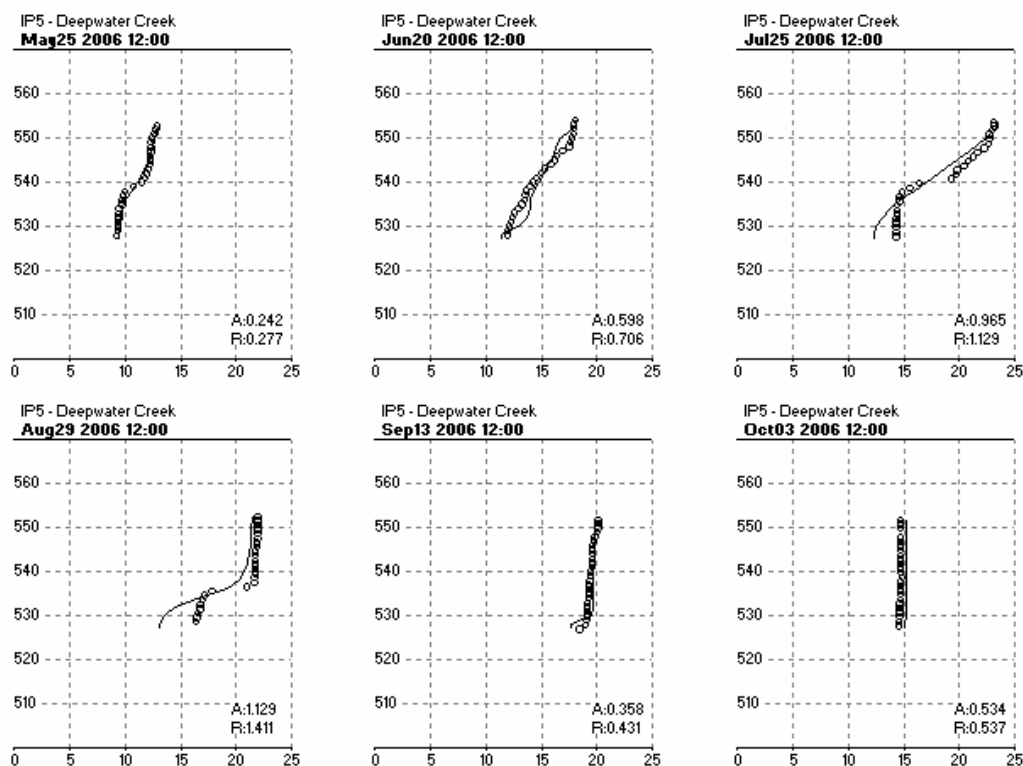 IP5 - Deepwater Creek
May25 2006 12:00
560
550
540
530
520
510
A:0.242
R:0.277
0 5 10 15 20 25
IP5 - Deepwater Creek
Jun20 2006 12:00
560
550
540
530
520
510
A:0.598
R:0.706
0 5 10 15 20 25
IP5 - Deepwater Creek
Jul25 2006 12:00
560
550
540
530
520
510
A:0.965
R:1.129
0 5 10 15 20 25
IP5 - Deepwater Creek
Aug29 2006 12:00
560
550
540
530
520
510
A:1.129
R:1.411
0 5 10 15 20 25
IP5 - Deepwater Creek
Sep13 2006 12:00
560
550
540
530
520
510
A:0.358
R:0.431
0 5 10 15 20 25
IP5 - Deepwater Creek
Oct03 2006 12:00
560
550
540
530
520
510
A:0.534
R:0.537
0 5 10 15 20 25